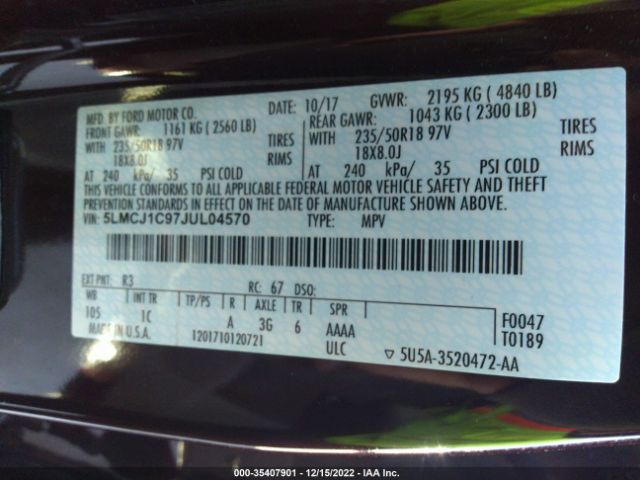 MFD. BY FORD MOTOR CO.
DATE: 10/17 GVWR: 2195 KG ( 4840 LB)
FRONT GAWR: 1161 KG ( 2560 LB)
REAR GAWR: 1043 KG ( 2300 LB)
WITH 235/50R18 97V TIRES
WITH 235/50R18 97V TIRES
18X8.0J RIMS
18X8.0J RIMS
AT 240 kPa/ 35 PSI COLD
AT 240 kPa/ 35 PSI COLD
THIS VEHICLE CONFORMS TO ALL APPLICABLE FEDERAL MOTOR VEHICLE SAFETY AND THEFT
PREVENTION STANDARDS IN EFFECT ON THE DATE OF MANUFACTURE SHOWN ABOVE.
VIN: 5LMCJ1C97JUL04570 TYPE: MPV
EXT PNT: R3 RC: 67 DSO:
WB INT TR TP/PS R AXLE TR SPR
105 1C A 3G 6 AAAA
F0047
T0189
MADE IN U.S.A. 1201710120721 ULC
▽ 5U5A-3520472-AA
000-35407901 - 12/15/2022 - IAA Inc.